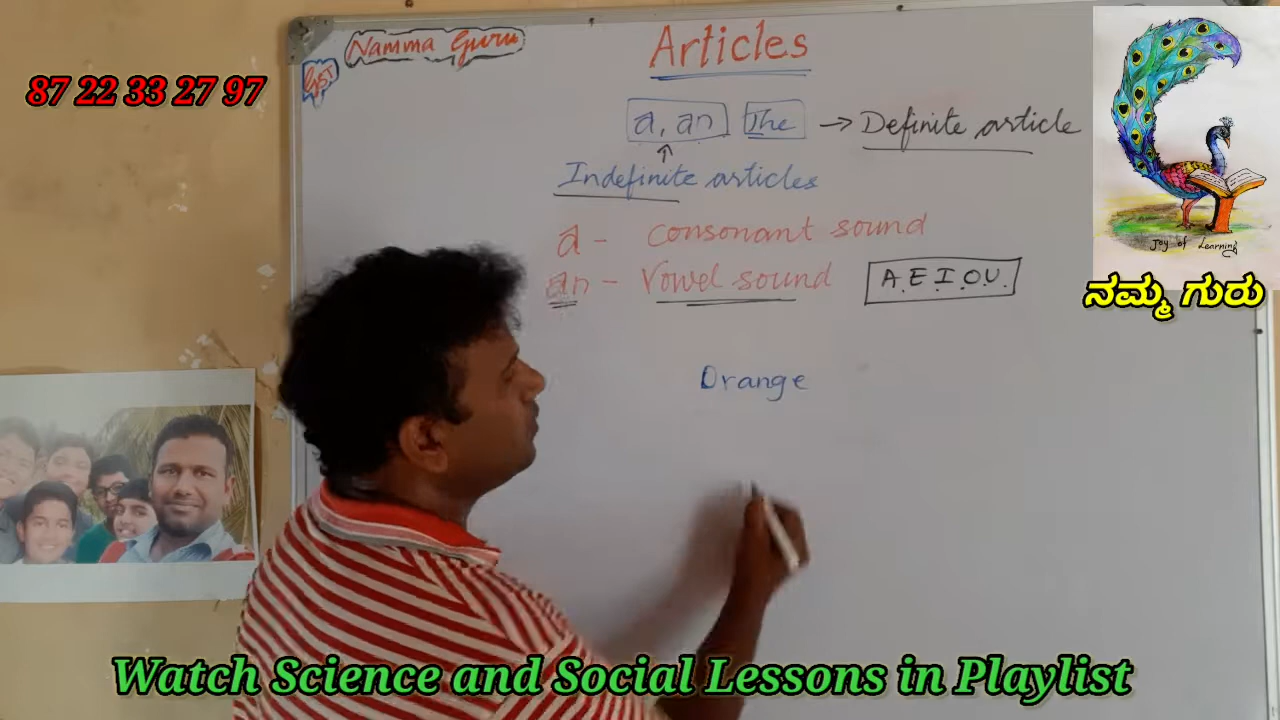 Namma Guru
GST
Articles
87 22 33 27 97
a, an The → Definite article
Indefinite articles
a - consonant sound
an - Vowel sound A.E.I.O.U.
Orange
Joy of Learning
ನಮ್ಮ ಗುರು
Watch Science and Social Lessons in Playlist